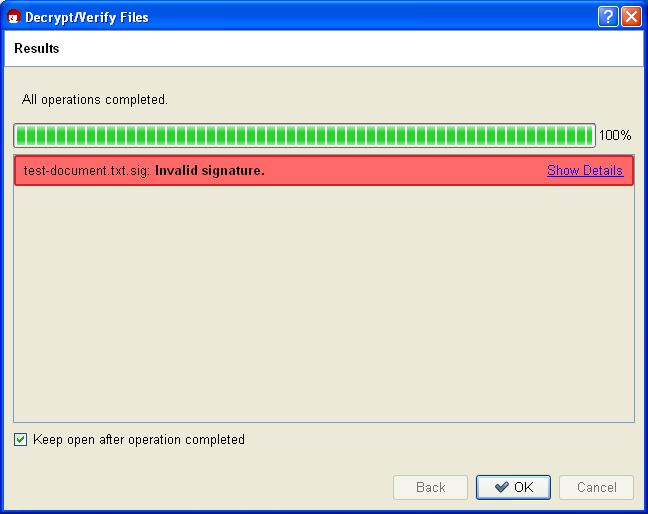 Decrypt/Verify Files
Results
All operations completed.
100%
test-document.txt.sig: Invalid signature. Show Details
Keep open after operation completed
Back OK Cancel